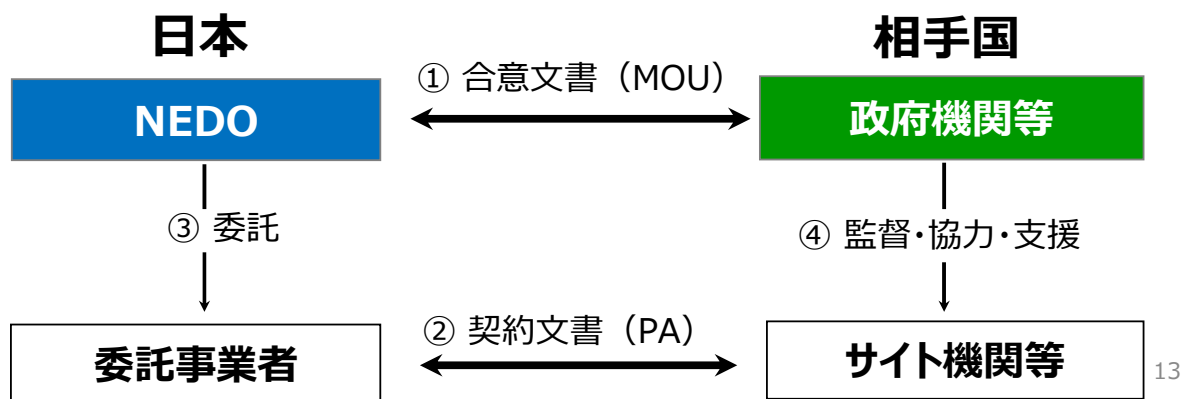 日本
相手国
① 合意文書（MOU）
NEDO
政府機関等
③ 委託
④ 監督・協力・支援
② 契約文書（PA）
委託事業者
サイト機関等
13